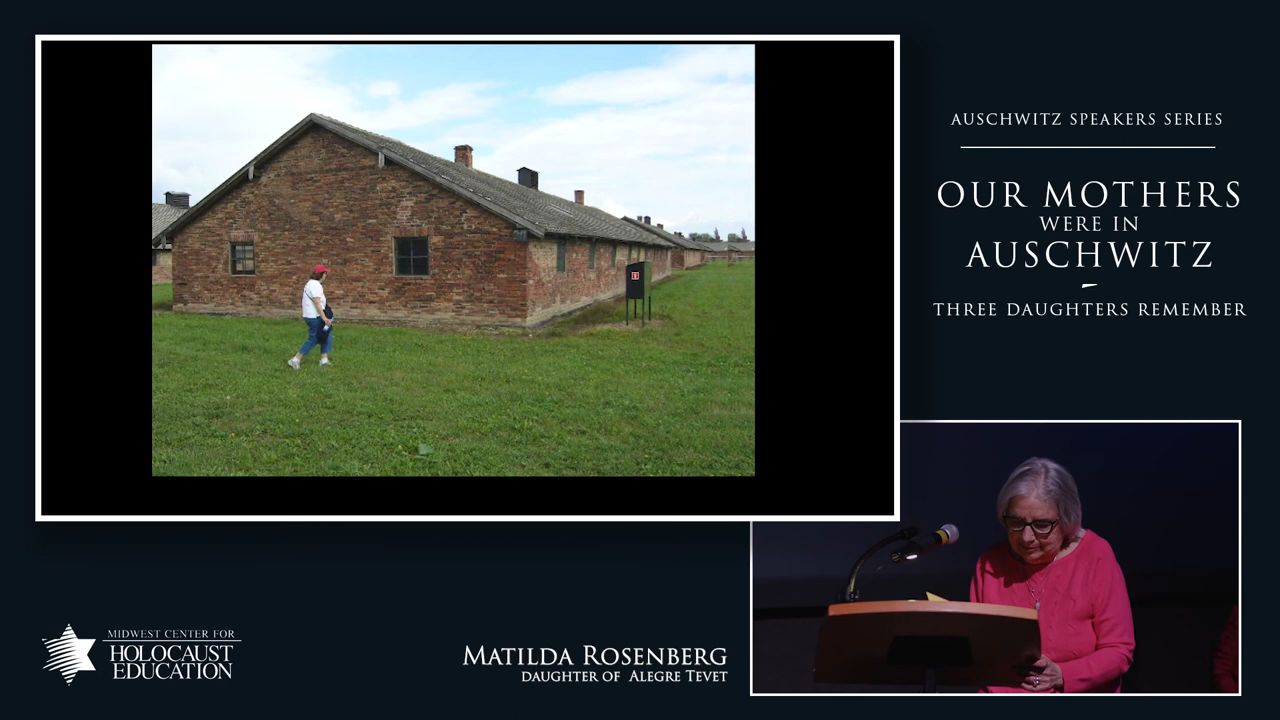 AUSCHWITZ SPEAKERS SERIES
OUR MOTHERS
WERE IN
AUSCHWITZ
-
THREE DAUGHTERS REMEMBER
MIDWEST CENTER FOR
HOLOCAUST
EDUCATION
MATILDA ROSENBERG
DAUGHTER OF ALEGRE TEVET